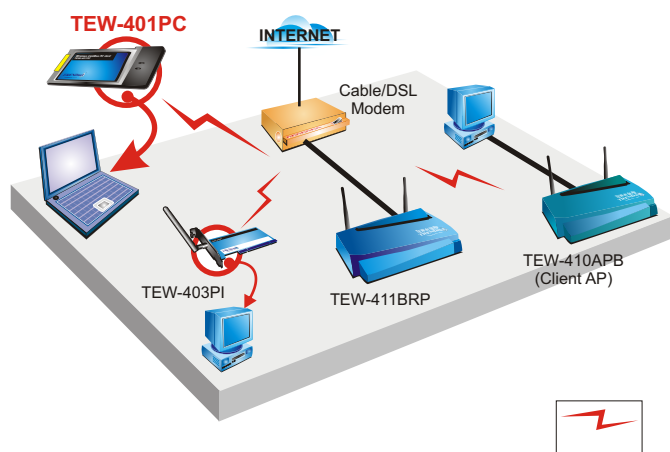 TEW-401PC
INTERNET
Cable/DSL
Modem
TEW-403PI
TEW-411BRP
TEW-410APB
(Client AP)